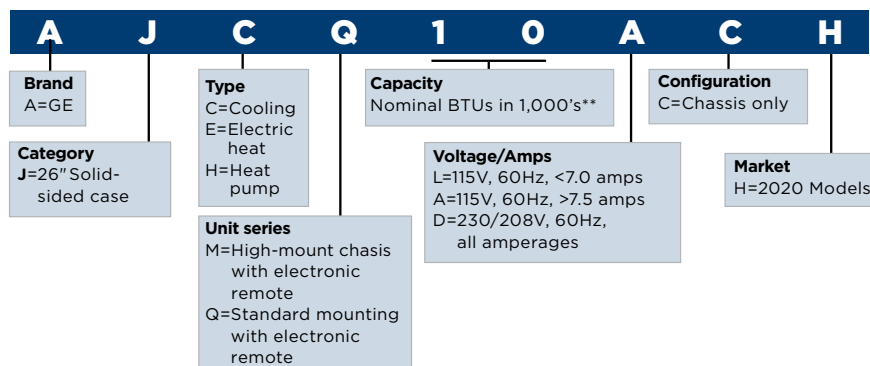 A J C Q 1 0 A C H
Brand
A=GE
Category
J=26" Solid-
sided case
Type
C=Cooling
E=Electric
heat
H=Heat
pump
Unit series
M=High-mount chasis
with electronic
remote
Q=Standard mounting
with electronic
remote
Capacity
Nominal BTUs in 1,000's**
Voltage/Amps
L=115V, 60Hz, <7.0 amps
A=115V, 60Hz, >7.5 amps
D=230/208V, 60Hz,
all amperages
Configuration
C=Chassis only
Market
H=2020 Models